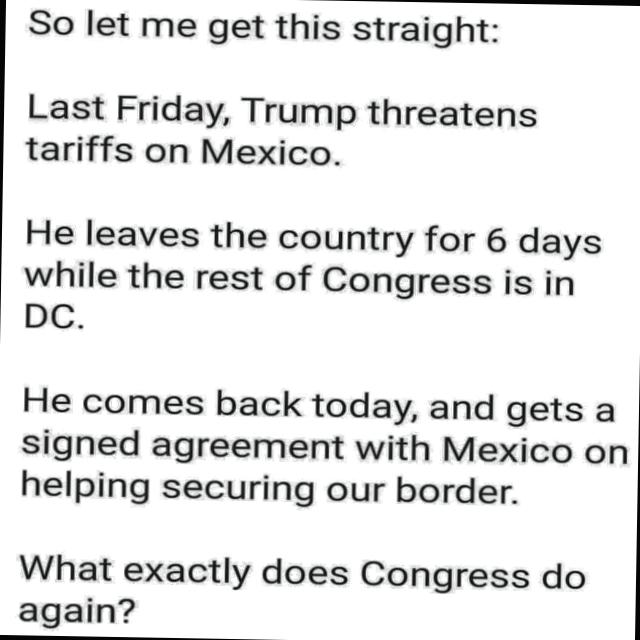 So let me get this straight:
Last Friday, Trump threatens
tariffs on Mexico.
He leaves the country for 6 days
while the rest of Congress is in
DC.
He comes back today, and gets a
signed agreement with Mexico on
helping securing our border.
What exactly does Congress do
again?